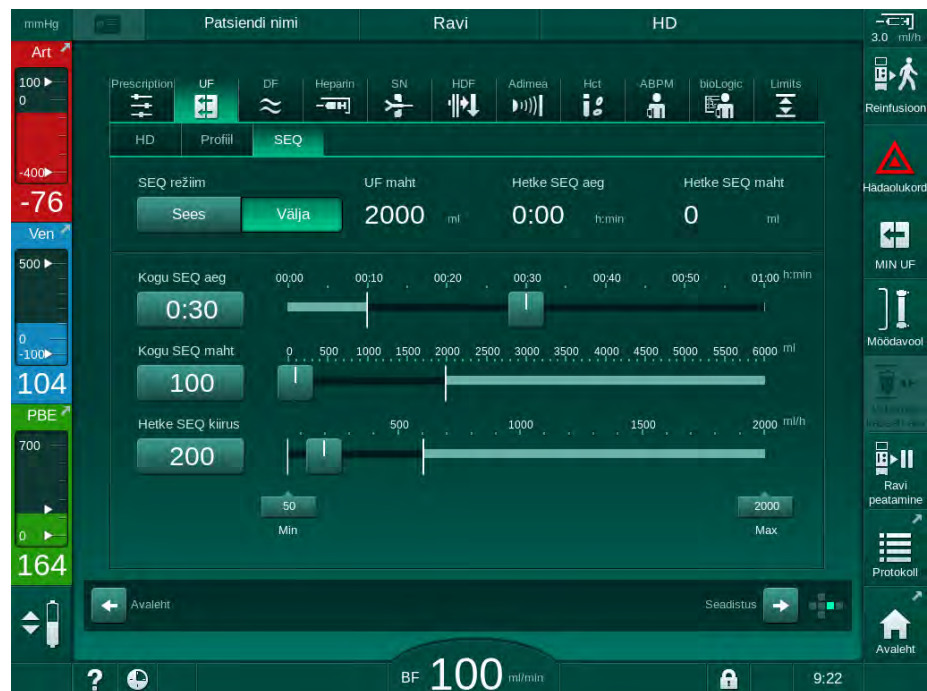 mmHg
Patsiendi nimi
Ravi
HD
3.0 ml/h
Art
100
0
-400
-76
Ven
500
0
-100
104
PBE
700
0
164
Prescription UF DF Heparin SN HDF Adimea Hct ABPM bioLogic Limits
HD Profiil SEQ
SEQ režiim UF maht Hetke SEQ aeg Hetke SEQ maht
Sees Välja 2000 ml 0:00 h:min 0 ml
Kogu SEQ aeg 00:00 00:10 00:20 00:30 00:40 00:50 01:00 h:min
0:30
Kogu SEQ maht 0 500 1000 1500 2000 2500 3000 3500 4000 4500 5000 5500 6000 ml
100
Hetke SEQ kiirus 500 1000 1500 2000 ml/h
200
50 2000
Min Max
Avaleht Seadistus
Reinfusioon
Hädaolukord
MIN UF
Möödavool
Ravi
peatamine
Protokoll
Avaleht
? BF 100 ml/min 9:22